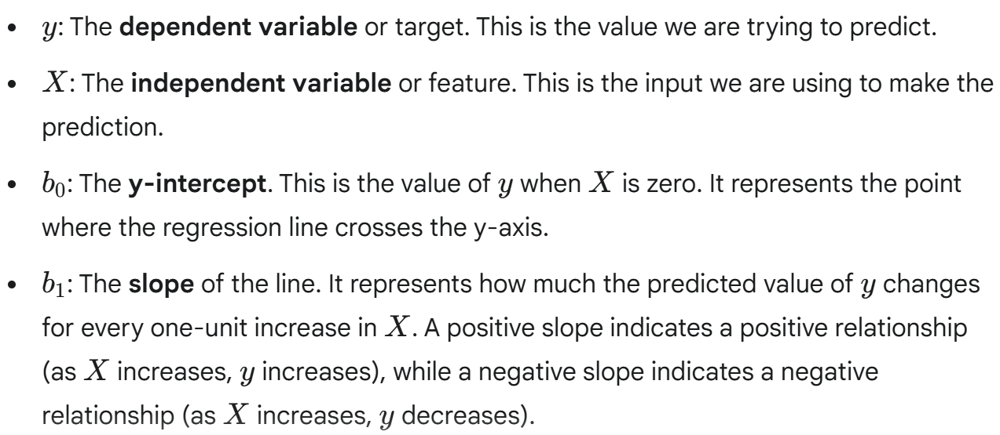 • y: The dependent variable or target. This is the value we are trying to predict.
• X: The independent variable or feature. This is the input we are using to make the
prediction.
• b₀: The y-intercept. This is the value of y when X is zero. It represents the point
where the regression line crosses the y-axis.
• b₁: The slope of the line. It represents how much the predicted value of y changes
for every one-unit increase in X. A positive slope indicates a positive relationship
(as X increases, y increases), while a negative slope indicates a negative
relationship (as X increases, y decreases).